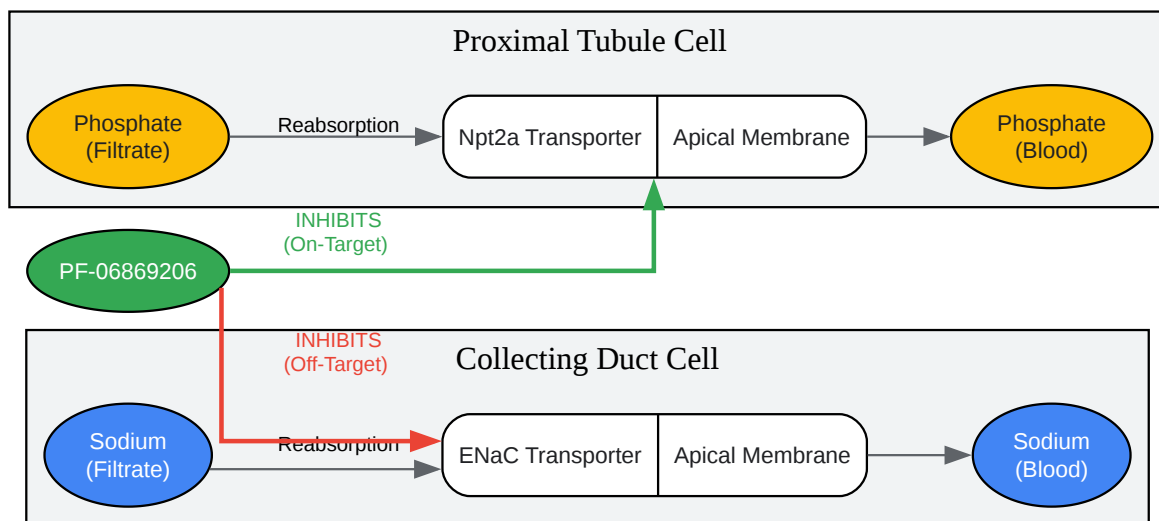 Proximal Tubule Cell
Phosphate
(Filtrate)
Reabsorption
Npt2a Transporter
Apical Membrane
Phosphate
(Blood)
INHIBITS
(On-Target)
PF-06869206
INHIBITS
(Off-Target)
Collecting Duct Cell
Sodium
(Filtrate)
Reabsorption
ENaC Transporter
Apical Membrane
Sodium
(Blood)